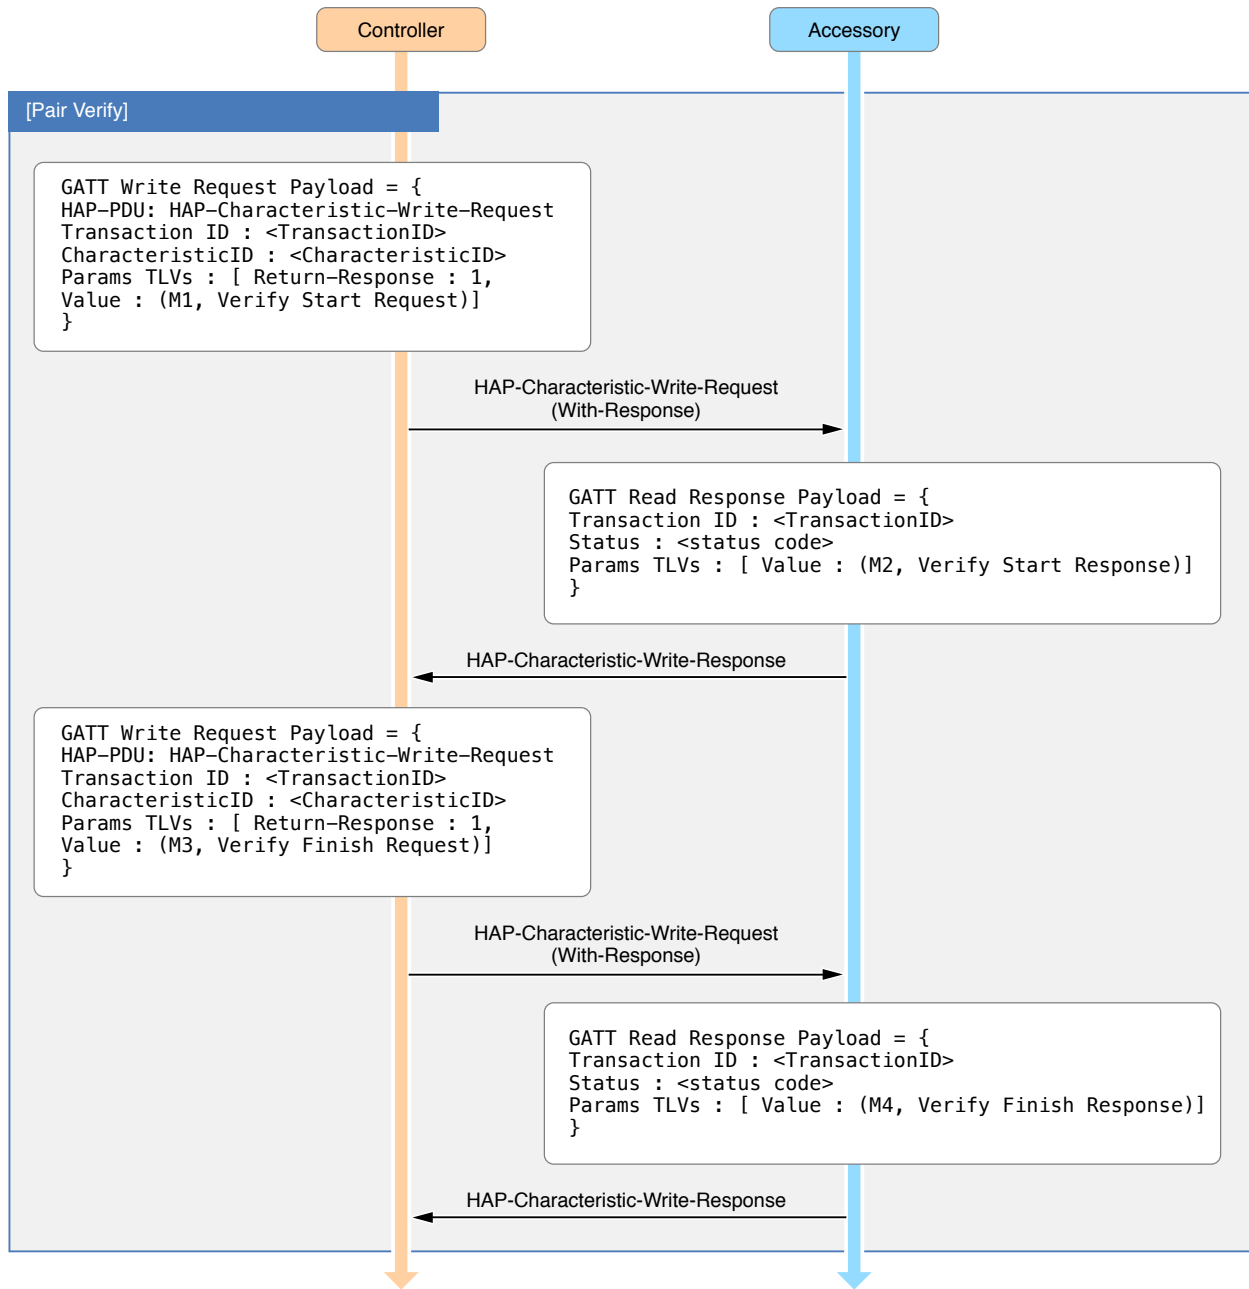 Controller
Accessory
[Pair Verify]
GATT Write Request Payload = {
HAP-PDU: HAP-Characteristic-Write-Request
Transaction ID : <TransactionID>
CharacteristicID : <CharacteristicID>
Params TLVs : [ Return-Response : 1,
Value : (M1, Verify Start Request)]
}
HAP-Characteristic-Write-Request
(With-Response)
GATT Read Response Payload = {
Transaction ID : <TransactionID>
Status : <status code>
Params TLVs : [ Value : (M2, Verify Start Response)]
}
HAP-Characteristic-Write-Response
GATT Write Request Payload = {
HAP-PDU: HAP-Characteristic-Write-Request
Transaction ID : <TransactionID>
CharacteristicID : <CharacteristicID>
Params TLVs : [ Return-Response : 1,
Value : (M3, Verify Finish Request)]
}
HAP-Characteristic-Write-Request
(With-Response)
GATT Read Response Payload = {
Transaction ID : <TransactionID>
Status : <status code>
Params TLVs : [ Value : (M4, Verify Finish Response)]
}
HAP-Characteristic-Write-Response